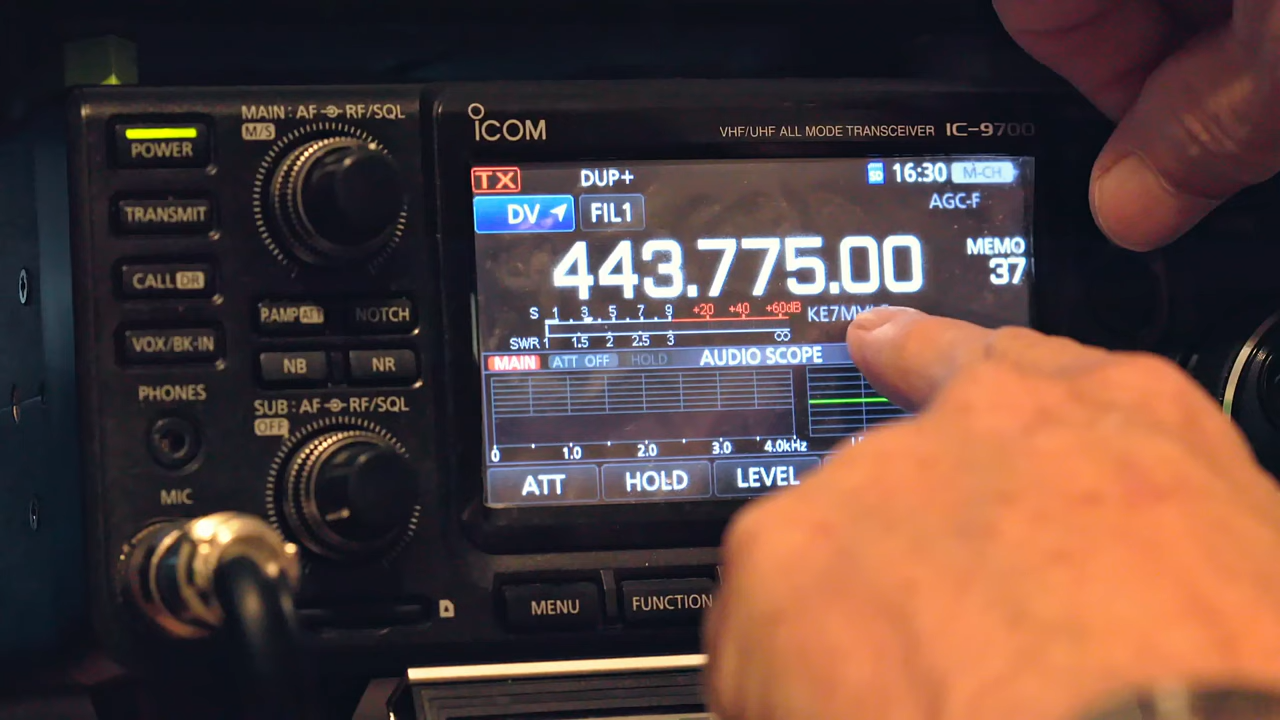 MAIN : AF RF/SQL
M/S
POWER
TRANSMIT
CALL DR
VOX/BK-IN
P.AMP ATT NOTCH
NB NR
PHONES
SUB : AF RF/SQL
OFF
MIC
ICOM
VHF/UHF ALL MODE TRANSCEIVER IC-9700
TX DUP+ SD 16:30 M-CH
DV FIL1 AGC-F
443.775.00
MEMO
37
S 1 3 5 7 9 +20 +40 +60dB
SWR 1 1.5 2 2.5 3 ∞
MAIN ATT OFF HOLD AUDIO SCOPE
0 1.0 2.0 3.0 4.0kHz
ATT HOLD LEVEL
MENU FUNCTION